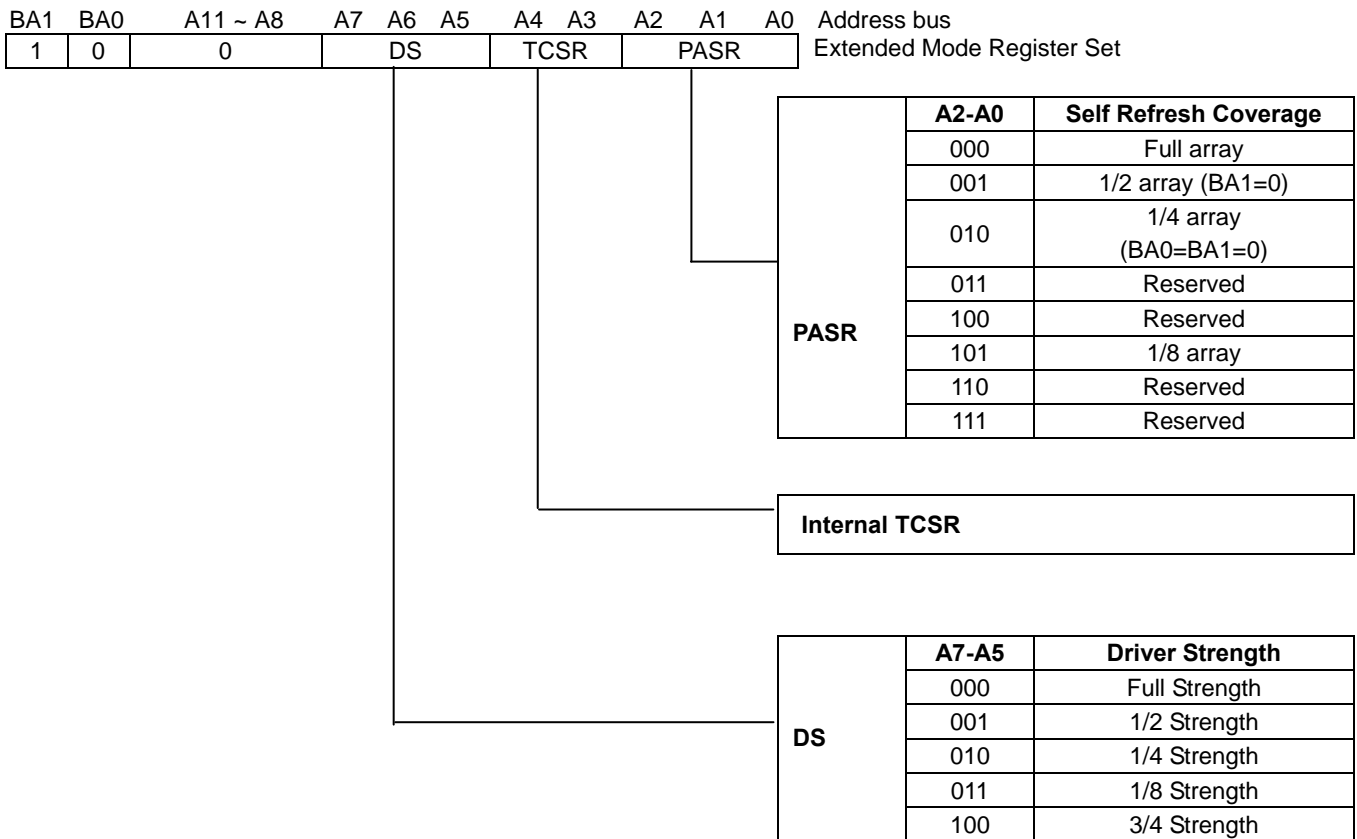 BA1 BA0 A11 ~ A8 A7 A6 A5 A4 A3 A2 A1 A0 Address bus
1 0 0 DS TCSR PASR Extended Mode Register Set
A2-A0 Self Refresh Coverage
000 Full array
001 1/2 array (BA1=0)
010 1/4 array
(BA0=BA1=0)
011 Reserved
PASR
100 Reserved
101 1/8 array
110 Reserved
111 Reserved
Internal TCSR
A7-A5 Driver Strength
000 Full Strength
DS
001 1/2 Strength
010 1/4 Strength
011 1/8 Strength
100 3/4 Strength